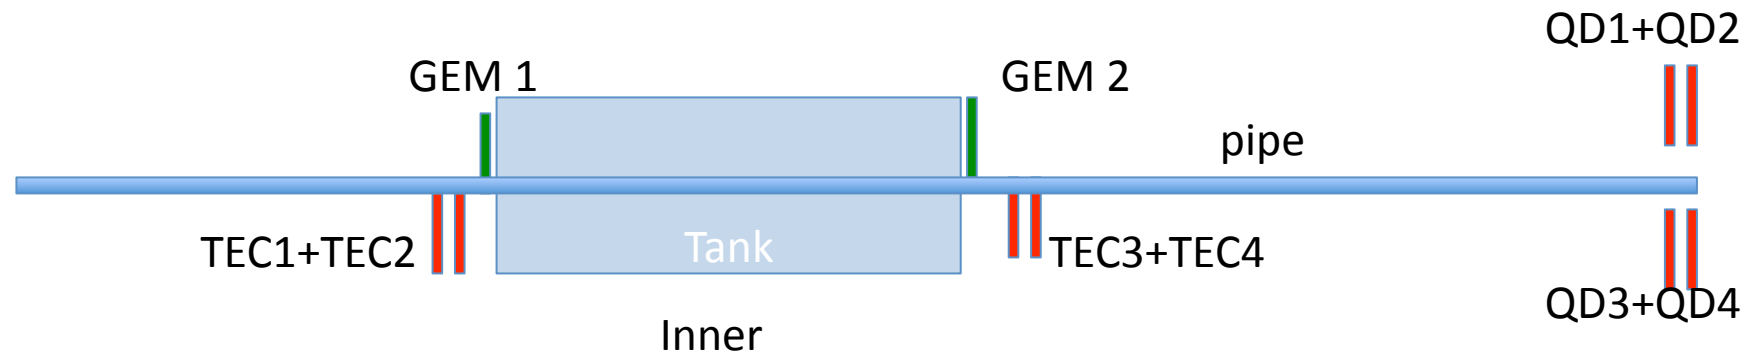 QD1+QD2
GEM 1
GEM 2
pipe
TEC1+TEC2
Tank
TEC3+TEC4
QD3+QD4
Inner